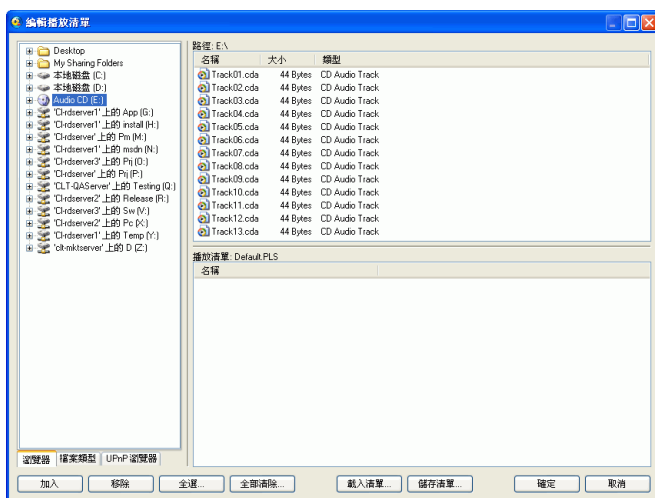 編輯播放清單
Desktop
My Sharing Folders
本地磁盘 (C:)
本地磁盘 (D:)
Audio CD (E:)
'Cl-rdserver1' 上的 App (G:)
'Cl-rdserver1' 上的 install (H:)
'Cl-rdserver' 上的 Pm (M:)
'Cl-rdserver1' 上的 msdn (N:)
'Cl-rdserver3' 上的 Prj (O:)
'Cl-rdserver' 上的 Prj (P:)
'CLT-QAServer' 上的 Testing (Q:)
'Cl-rdserver2' 上的 Release (R:)
'Cl-rdserver3' 上的 Sw (V:)
'Cl-rdserver2' 上的 Pc (X:)
'Cl-rdserver1' 上的 Temp (Y:)
'clt-mktserver' 上的 D (Z:)
瀏覽器 檔案類型 UPnP 瀏覽器
路徑: E:\
名稱 大小 類型
Track01.cda 44 Bytes CD Audio Track
Track02.cda 44 Bytes CD Audio Track
Track03.cda 44 Bytes CD Audio Track
Track04.cda 44 Bytes CD Audio Track
Track05.cda 44 Bytes CD Audio Track
Track06.cda 44 Bytes CD Audio Track
Track07.cda 44 Bytes CD Audio Track
Track08.cda 44 Bytes CD Audio Track
Track09.cda 44 Bytes CD Audio Track
Track10.cda 44 Bytes CD Audio Track
Track11.cda 44 Bytes CD Audio Track
Track12.cda 44 Bytes CD Audio Track
Track13.cda 44 Bytes CD Audio Track
播放清單: Default.PLS
名稱
加入 移除 全選... 全部清除... 載入清單... 儲存清單... 確定 取消